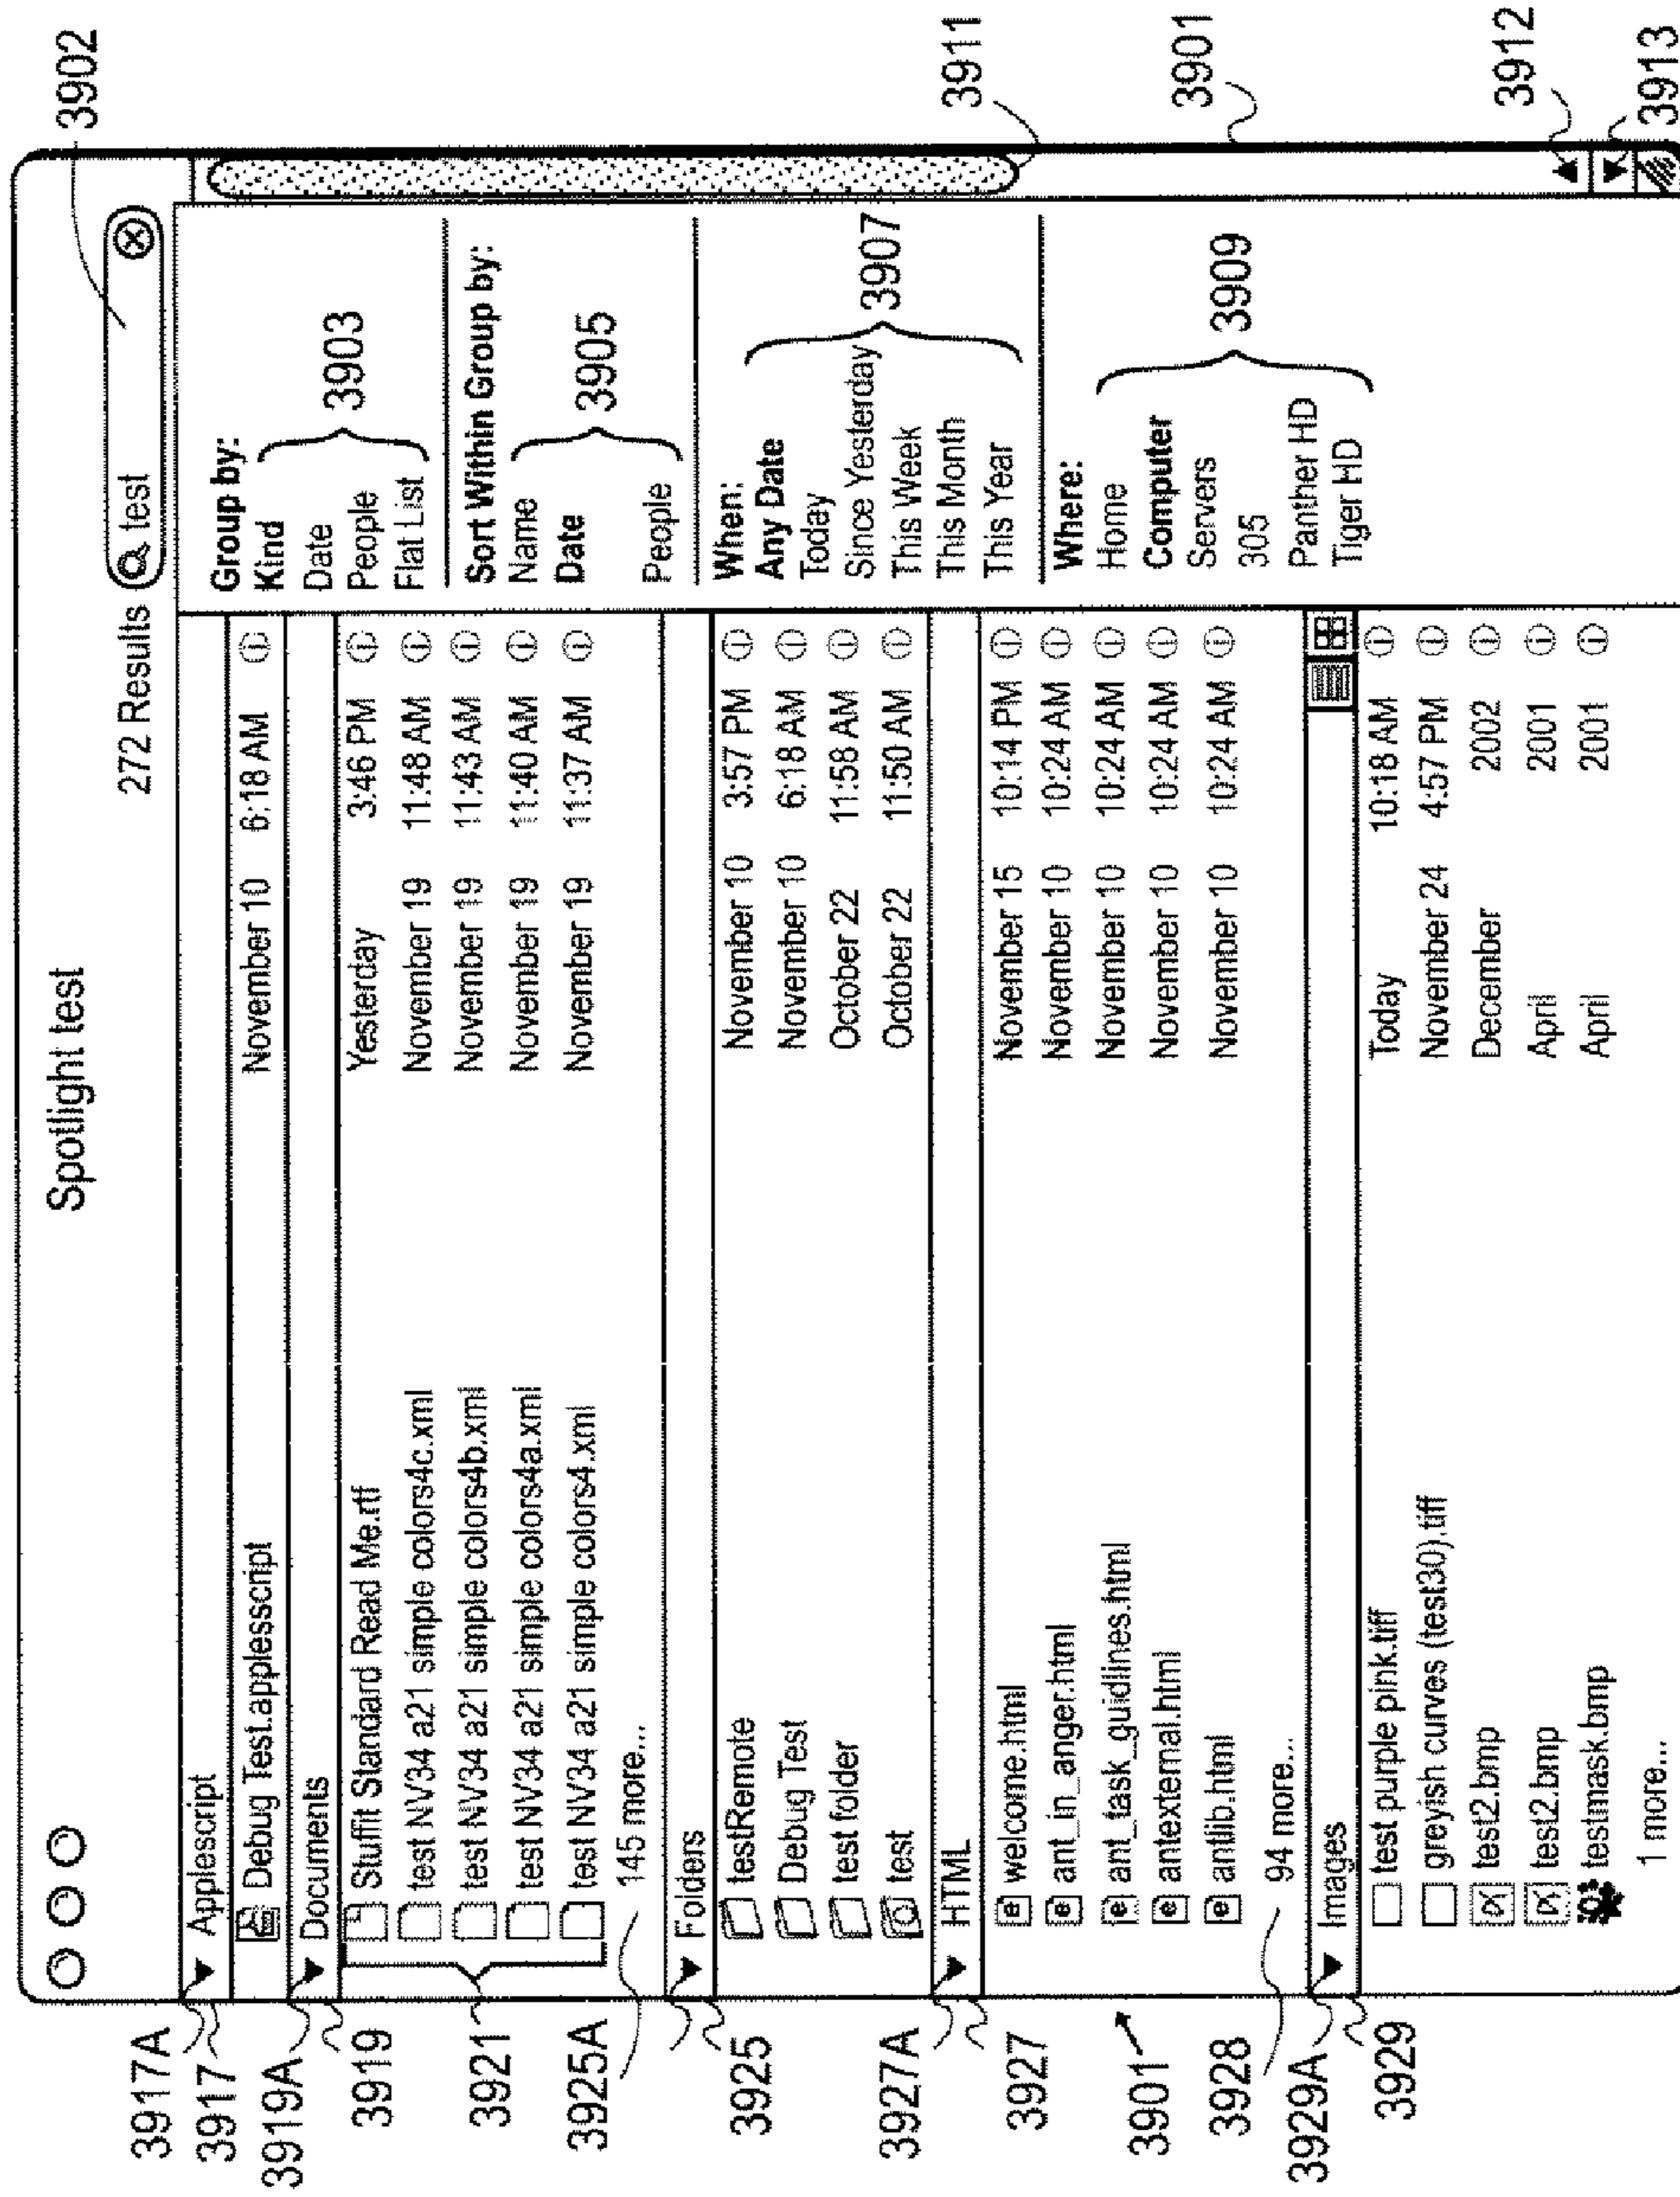 Spotlight test
3902
272 Results test
3917A
3917
Applescript
Debug Test.applesscript November 10 6:18 AM
3919A
3919
Documents
Stuffit Standard Read Me.rtf Yesterday 3:46 PM
test NV34 a21 simple colors4c.xml November 19 11:48 AM
test NV34 a21 simple colors4b.xml November 19 11:43 AM
test NV34 a21 simple colors4a.xml November 19 11:40 AM
test NV34 a21 simple colors4.xml November 19 11:37 AM
3921
145 more...
3925A
3925
Folders
testRemote November 10 3:57 PM
Debug Test November 10 6:18 AM
test folder October 22 11:58 AM
test October 22 11:50 AM
3927A
3927
HTML
welcome.html November 15 10:14 PM
ant_in_anger.html November 10 10:24 AM
ant_task_guidlines.html November 10 10:24 AM
antexternal.html November 10 10:24 AM
antlib.html November 10 10:24 AM
3901
94 more...
3928
3929A
3929
Images
test purple pink.tiff Today 10:18 AM
greyish curves (test30).tiff November 24 4:57 PM
test2.bmp December 2002
test2.bmp April 2001
testmask.bmp April 2001
1 more...
Group by:
Kind
Date
People
Flat List
3903
Sort Within Group by:
Name
Date
People
3905
When:
Any Date
Today
Since Yesterday
This Week
This Month
This Year
3907
Where:
Home
Computer
Servers
305
Panther HD
Tiger HD
3909
3911
3901
3912
3913